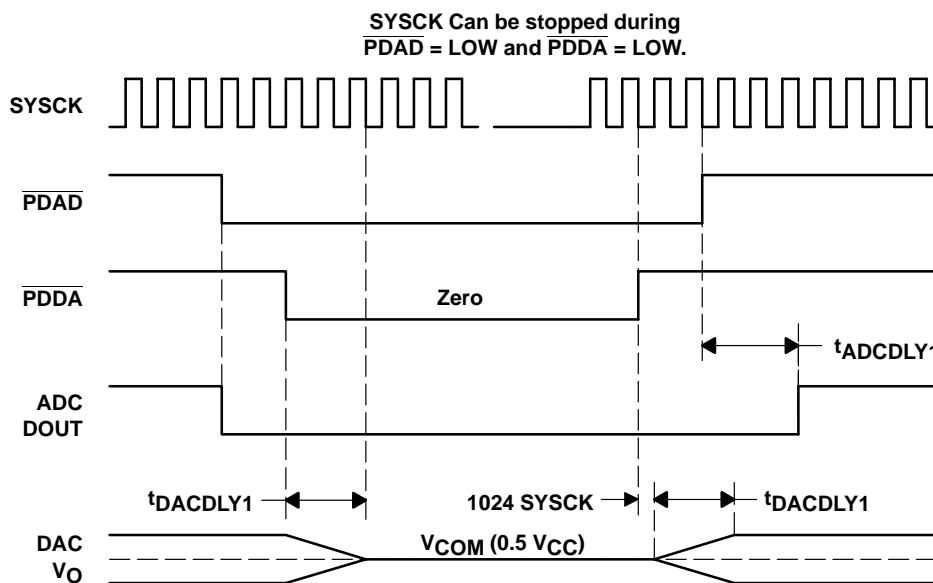 SYSCK Can be stopped during
PDAD = LOW and PDDA = LOW.
SYSCK
PDAD
PDDA
Zero
tADCDLY1
ADC
DOUT
tDACDLY1
1024 SYSCK
tDACDLY1
DAC
VO
VCOM (0.5 VCC)